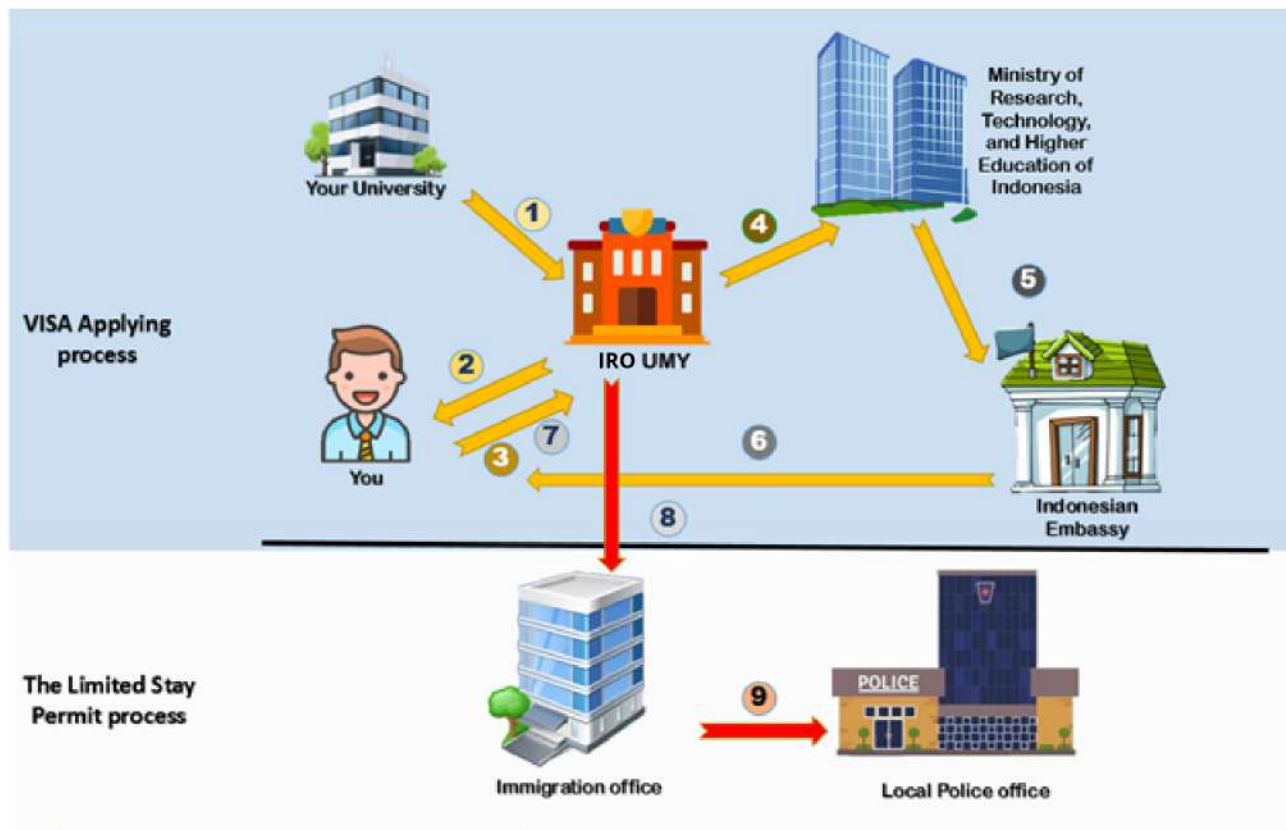 Ministry of
Research,
Technology,
and Higher
Education of
Indonesia
Your University
1
4
5
VISA Applying
process
IRO UMY
2
7
3
6
You
Indonesian
Embassy
8
The Limited Stay
Permit process
POLICE
9
Immigration office
Local Police office